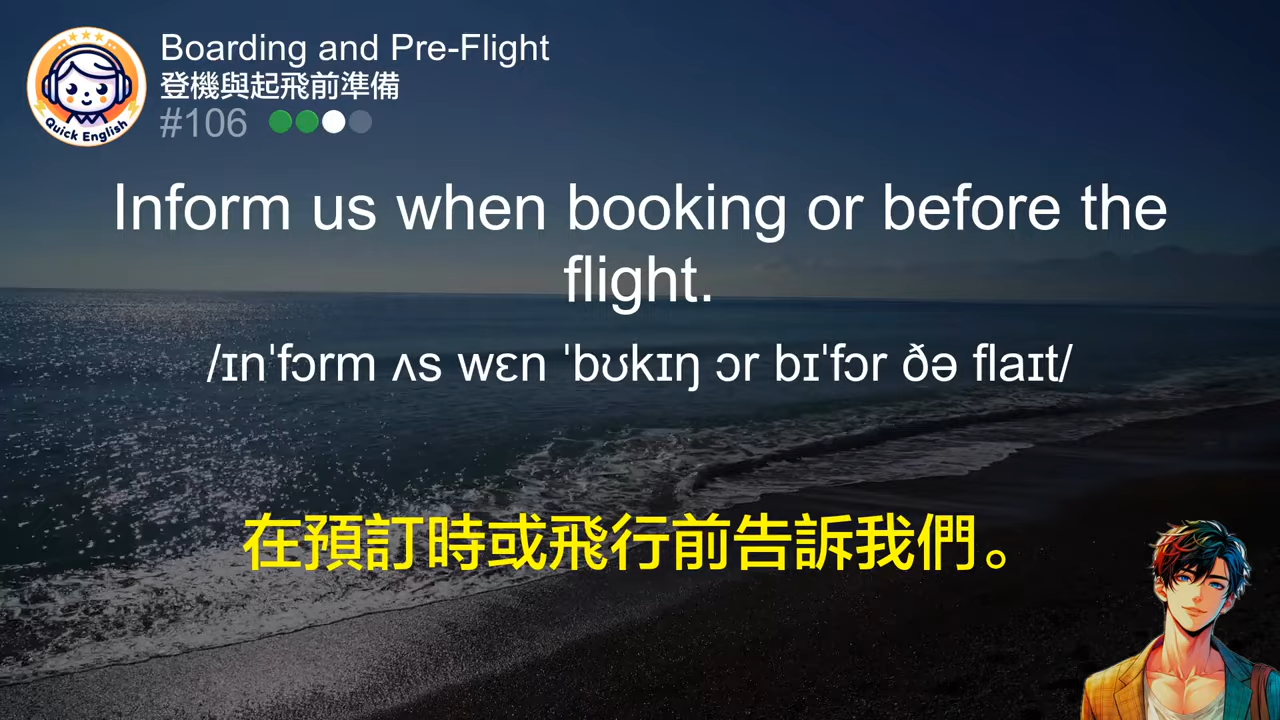 Boarding and Pre-Flight
登機與起飛前準備
#106
Quick English
Inform us when booking or before the
flight.
/ɪnˈfɔrm ʌs wɛn ˈbʊkɪŋ ɔr bɪˈfɔr ðə flaɪt/
在預訂時或飛行前告訴我們。